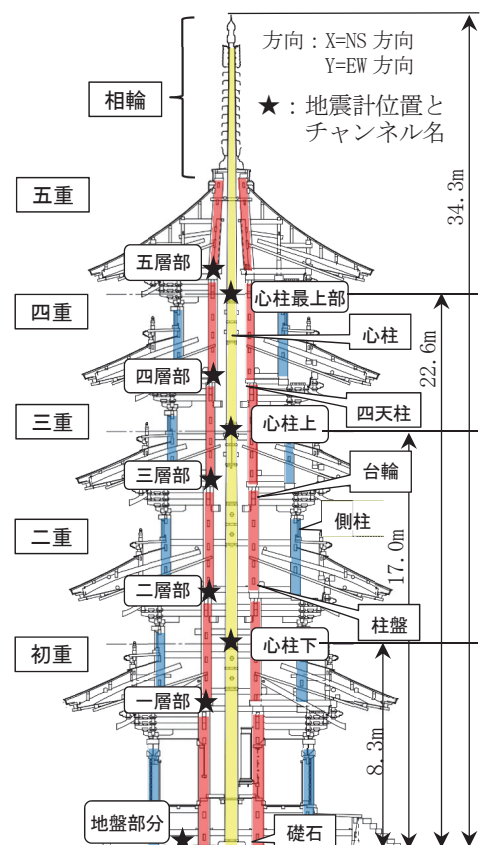 方向：X=NS 方向
Y=EW 方向
★：地震計位置と
チャンネル名
相輪
34.3m
五重
五層部
心柱最上部
四重
22.6m
心柱
四層部
四天柱
三重
心柱上
17.0m
台輪
三層部
側柱
二重
二層部
柱盤
初重
心柱下
8.3m
一層部
地盤部分
礎石